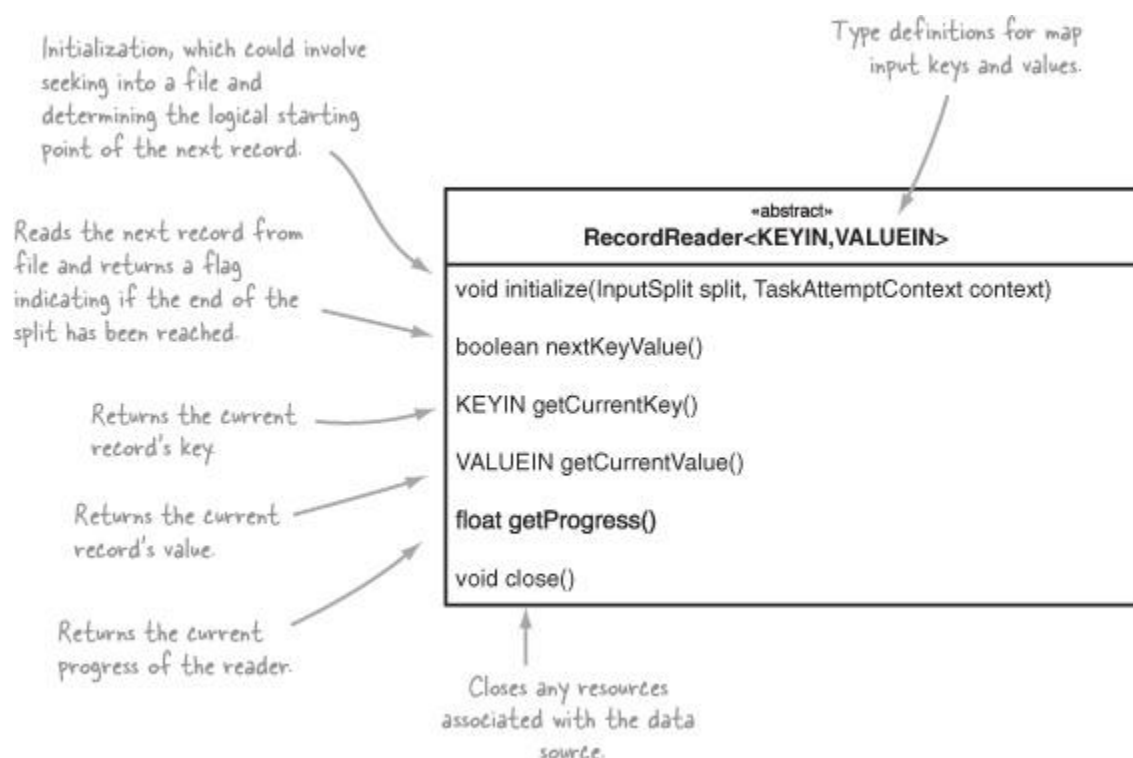 Initialization, which could involve
seeking into a file and
determining the logical starting
point of the next record.
Type definitions for map
input keys and values.
Reads the next record from
file and returns a flag
indicating if the end of the
split has been reached.
Returns the current
record's key
Returns the current
record's value.
Returns the current
progress of the reader.
«abstract»
RecordReader<KEYIN,VALUEIN>
void initialize(InputSplit split, TaskAttemptContext context)
boolean nextKeyValue()
KEYIN getCurrentKey()
VALUEIN getCurrentValue()
float getProgress()
void close()
Closes any resources
associated with the data
source.